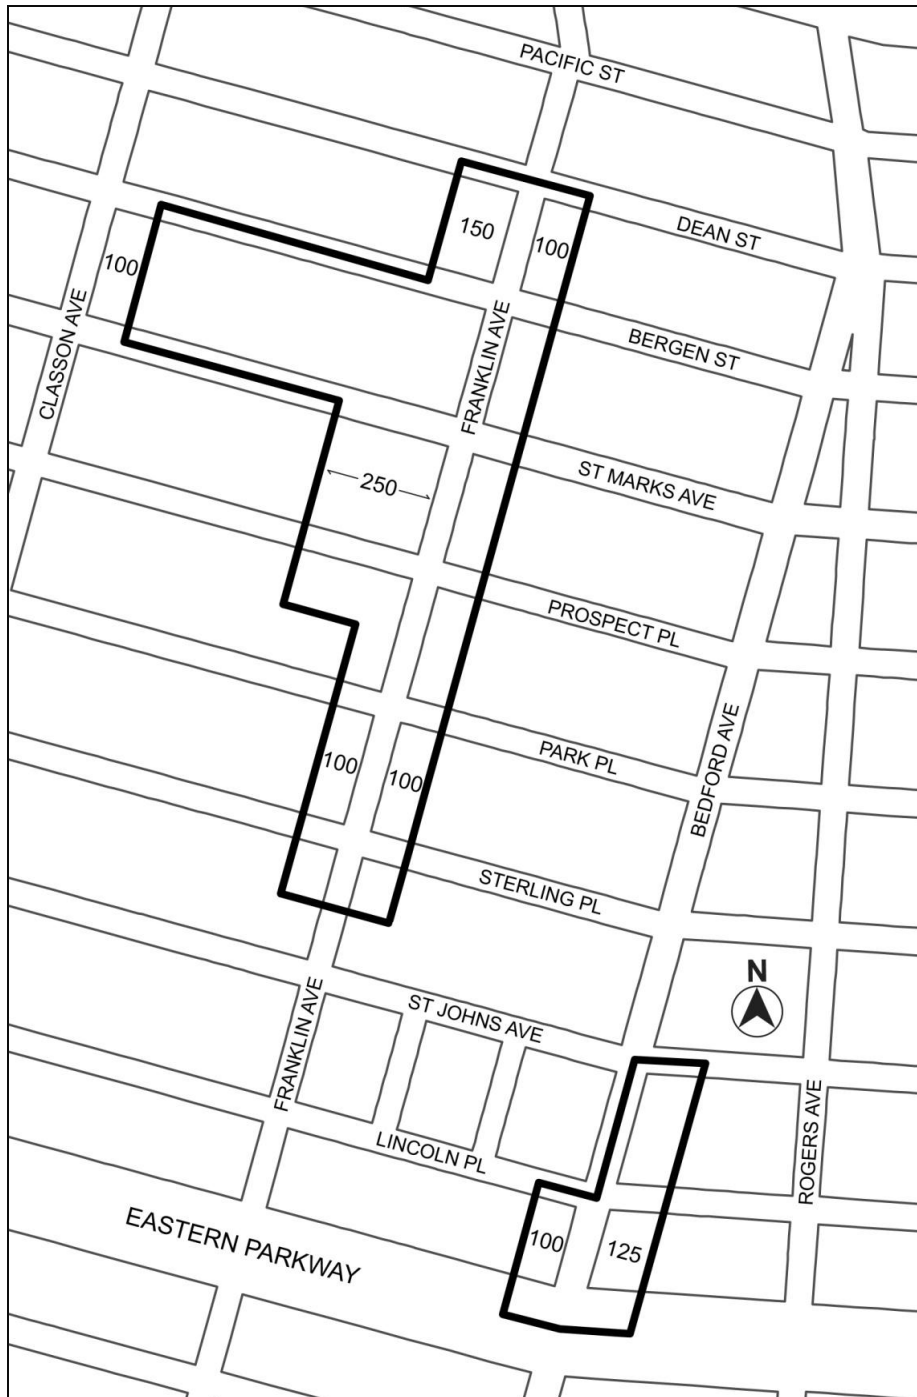 PACIFIC ST
DEAN ST
150
100
100
CLASSON AVE
FRANKLIN AVE
BERGEN ST
250
ST MARKS AVE
PROSPECT PL
BEDFORD AVE
PARK PL
100
100
STERLING PL
N
FRANKLIN AVE
ST JOHNS AVE
ROGERS AVE
LINCOLN PL
EASTERN PARKWAY
100
125